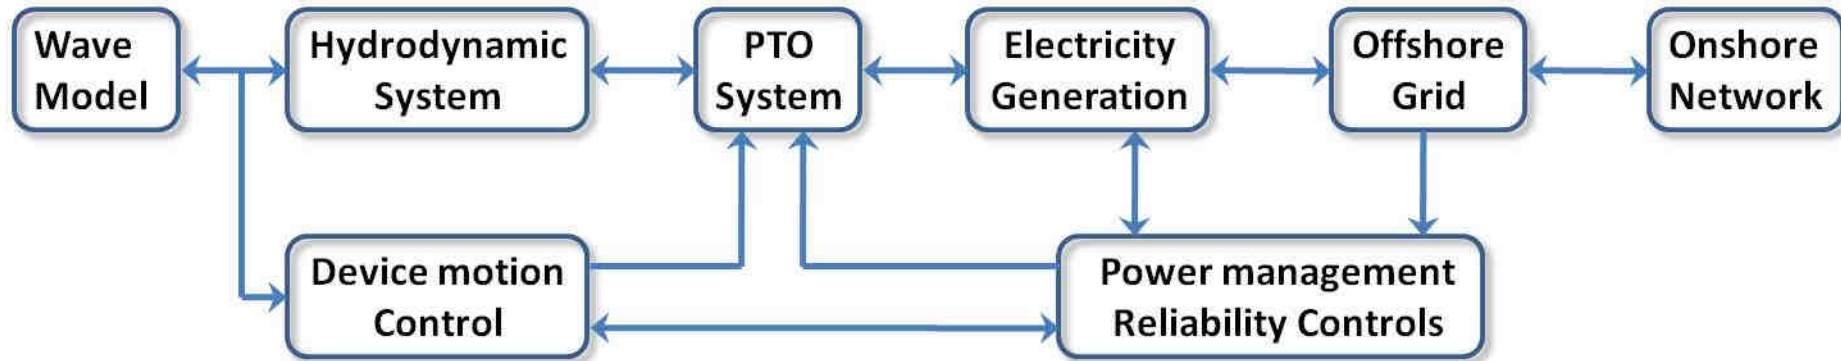 Wave
Model
Hydrodynamic
System
PTO
System
Electricity
Generation
Offshore
Grid
Onshore
Network
Device motion
Control
Power management
Reliability Controls